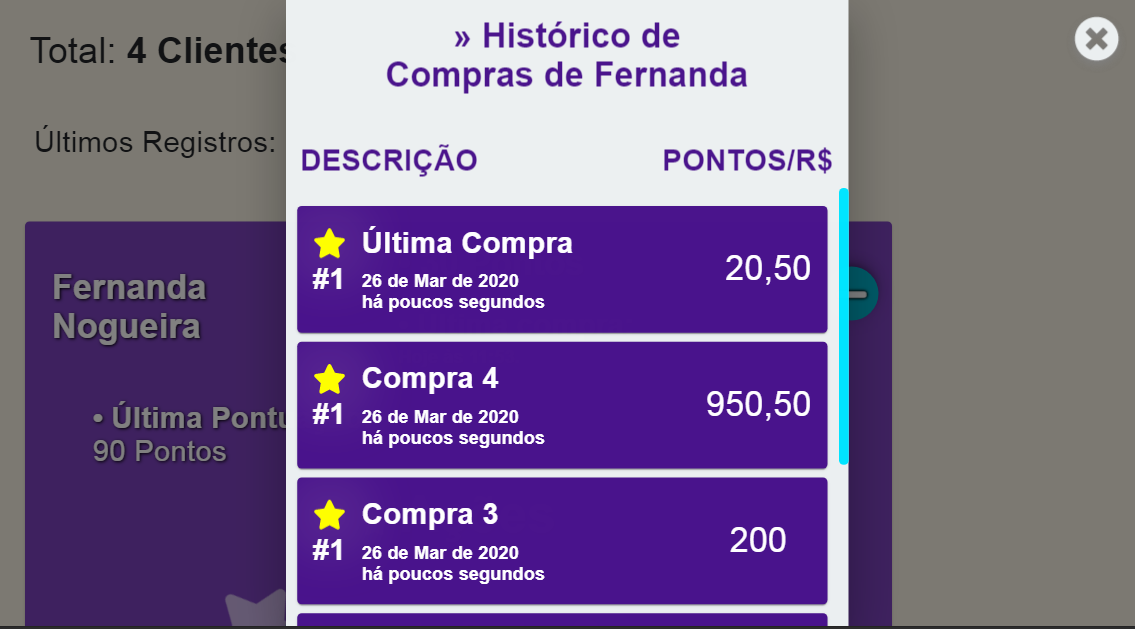 Total: 4 Clientes
Últimos Registros:
Fernanda
Nogueira
• Última Pontu
90 Pontos
» Histórico de
Compras de Fernanda
DESCRIÇÃO PONTOS/R$
Última Compra
#1
26 de Mar de 2020
há poucos segundos
20,50
Compra 4
#1
26 de Mar de 2020
há poucos segundos
950,50
Compra 3
#1
26 de Mar de 2020
há poucos segundos
200